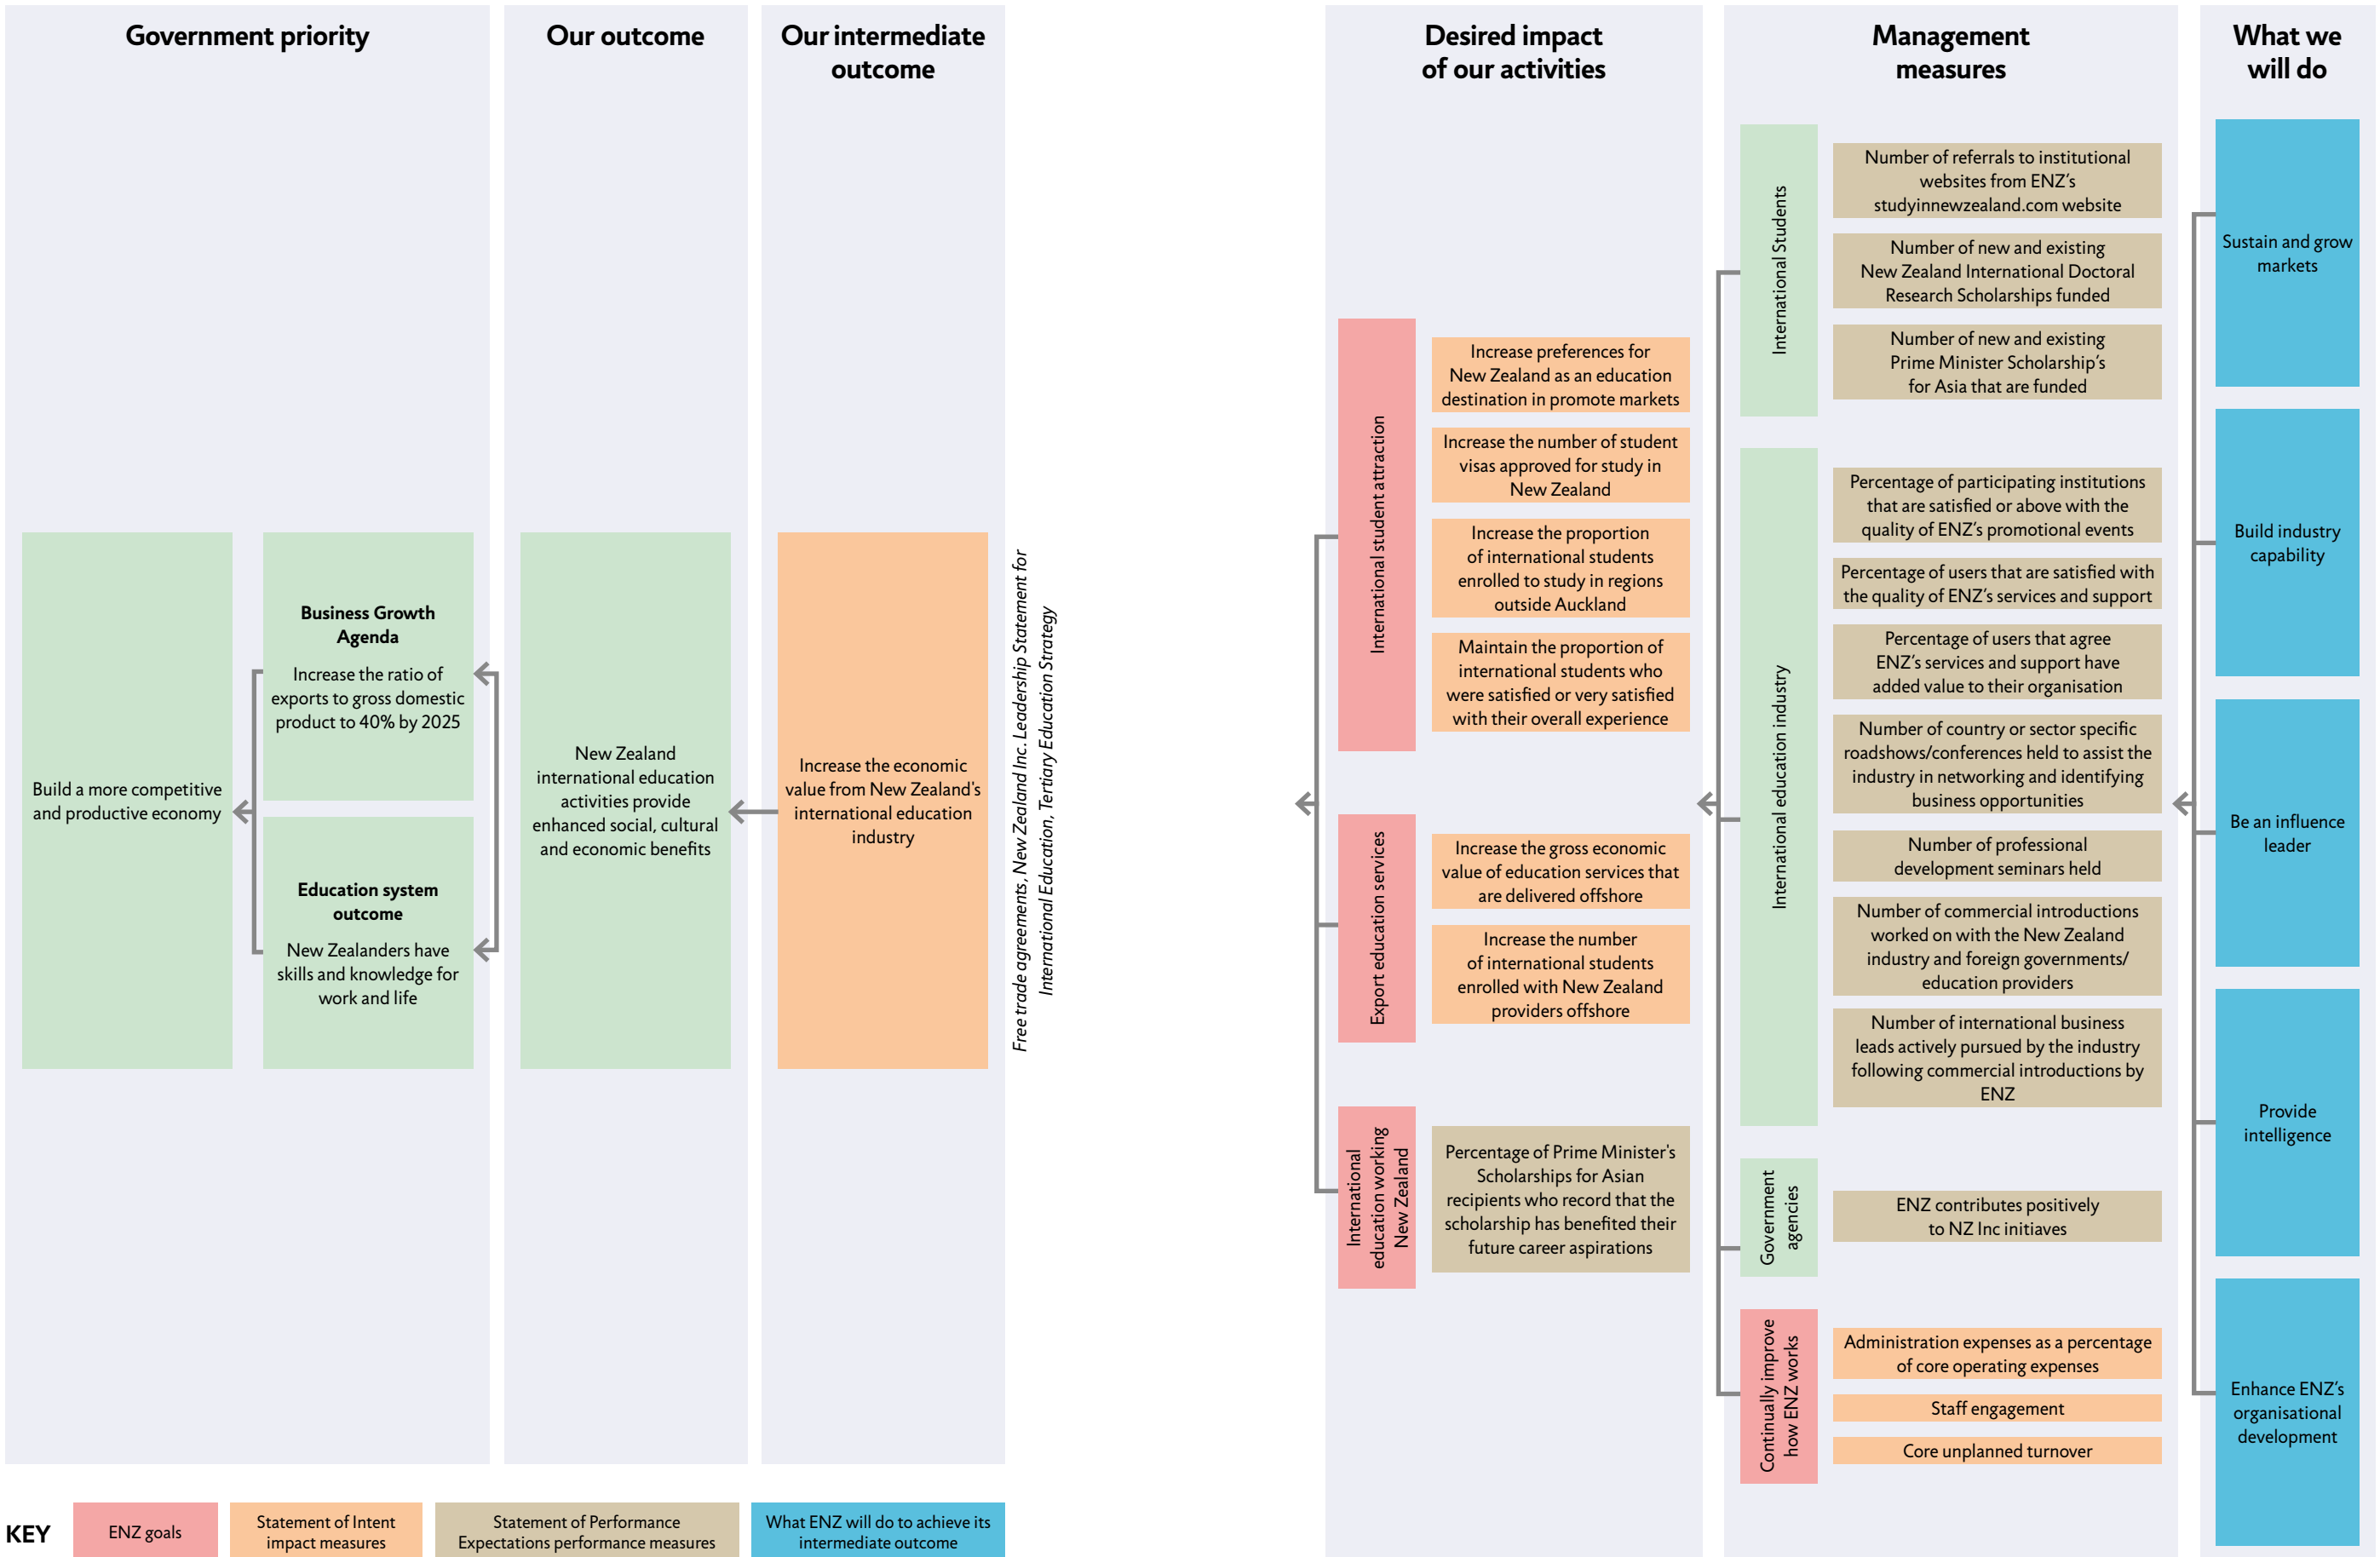 Government priority
Build a more competitive
and productive economy
Business Growth
Agenda
Increase the ratio of
exports to gross domestic
product to 40% by 2025
Education system
outcome
New Zealanders have
skills and knowledge for
work and life
Our outcome
New Zealand
international education
activities provide
enhanced social, cultural
and economic benefits
Our intermediate
outcome
Increase the economic
value from New Zealand's
international education
industry
Free trade agreements, New Zealand Inc. Leadership Statement for
International Education, Tertiary Education Strategy
Desired impact
of our activities
International student attraction
Increase preferences for
New Zealand as an education
destination in promote markets
Increase the number of student
visas approved for study in
New Zealand
Increase the proportion
of international students
enrolled to study in regions
outside Auckland
Maintain the proportion of
international students who
were satisfied or very satisfied
with their overall experience
Export education services
Increase the gross economic
value of education services that
are delivered offshore
Increase the number
of international students
enrolled with New Zealand
providers offshore
International
education working
New Zealand
Percentage of Prime Minister's
Scholarships for Asian
recipients who record that the
scholarship has benefited their
future career aspirations
Management
measures
International Students
Number of referrals to institutional
websites from ENZ's
studyinnewzealand.com website
Number of new and existing
New Zealand International Doctoral
Research Scholarships funded
Number of new and existing
Prime Minister Scholarship's
for Asia that are funded
International education industry
Percentage of participating institutions
that are satisfied or above with the
quality of ENZ's promotional events
Percentage of users that are satisfied with
the quality of ENZ's services and support
Percentage of users that agree
ENZ's services and support have
added value to their organisation
Number of country or sector specific
roadshows/conferences held to assist the
industry in networking and identifying
business opportunities
Number of professional
development seminars held
Number of commercial introductions
worked on with the New Zealand
industry and foreign governments/
education providers
Number of international business
leads actively pursued by the industry
following commercial introductions by
ENZ
Government
agencies
ENZ contributes positively
to NZ Inc initiaves
Continually improve
how ENZ works
Administration expenses as a percentage
of core operating expenses
Staff engagement
Core unplanned turnover
What we
will do
Sustain and grow
markets
Build industry
capability
Be an influence
leader
Provide
intelligence
Enhance ENZ's
organisational
development
KEY
ENZ goals
Statement of Intent
impact measures
Statement of Performance
Expectations performance measures
What ENZ will do to achieve its
intermediate outcome